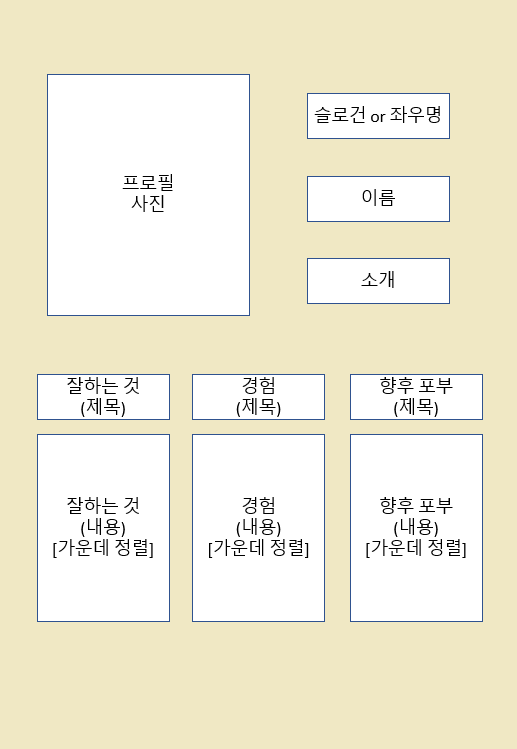 프로필
사진
슬로건 or 좌우명
이름
소개
잘하는 것
(제목)
경험
(제목)
향후 포부
(제목)
잘하는 것
(내용)
[가운데 정렬]
경험
(내용)
[가운데 정렬]
향후 포부
(내용)
[가운데 정렬]